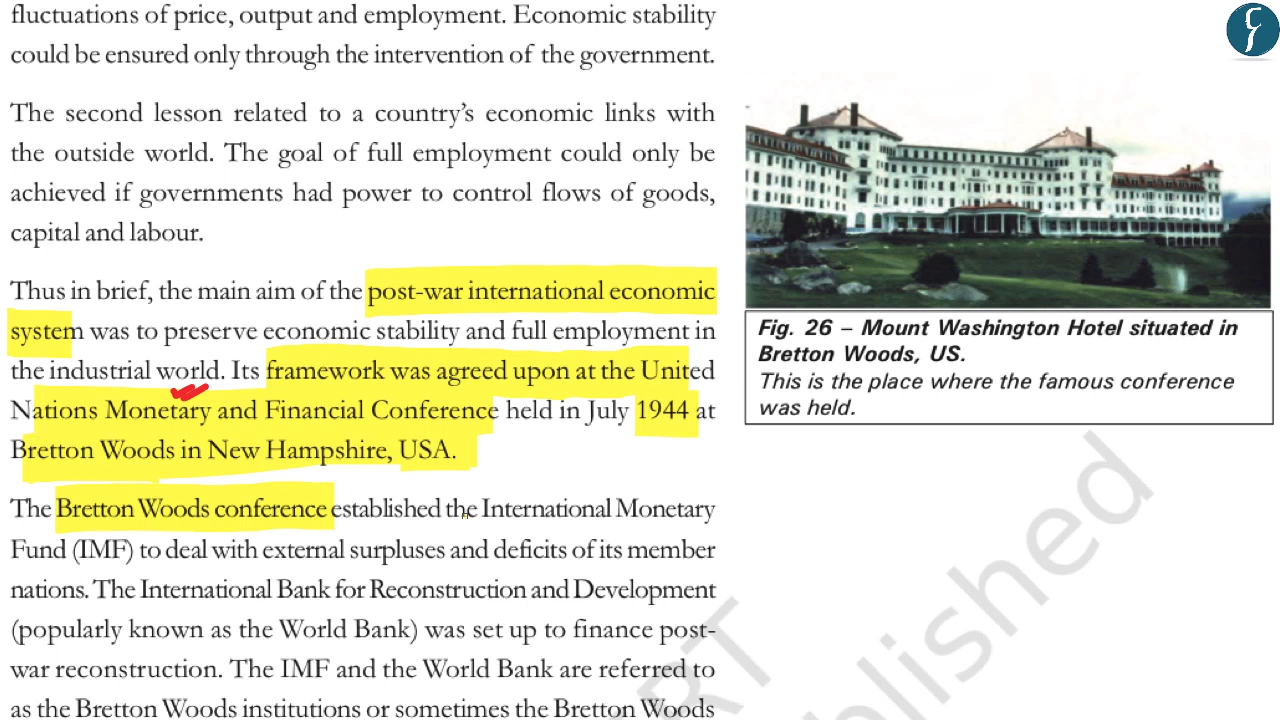 fluctuations of price, output and employment. Economic stability
could be ensured only through the intervention of the government.
The second lesson related to a country's economic links with
the outside world. The goal of full employment could only be
achieved if governments had power to control flows of goods,
capital and labour.
Thus in brief, the main aim of the post-war international economic
system was to preserve economic stability and full employment in
the industrial world. Its framework was agreed upon at the United
Nations Monetary and Financial Conference held in July 1944 at
Bretton Woods in New Hampshire, USA.
The Bretton Woods conference established the International Monetary
Fund (IMF) to deal with external surpluses and deficits of its member
nations. The International Bank for Reconstruction and Development
(popularly known as the World Bank) was set up to finance post-
war reconstruction. The IMF and the World Bank are referred to
as the Bretton Woods institutions or sometimes the Bretton Woods
Fig. 26 – Mount Washington Hotel situated in
Bretton Woods, US.
This is the place where the famous conference
was held.